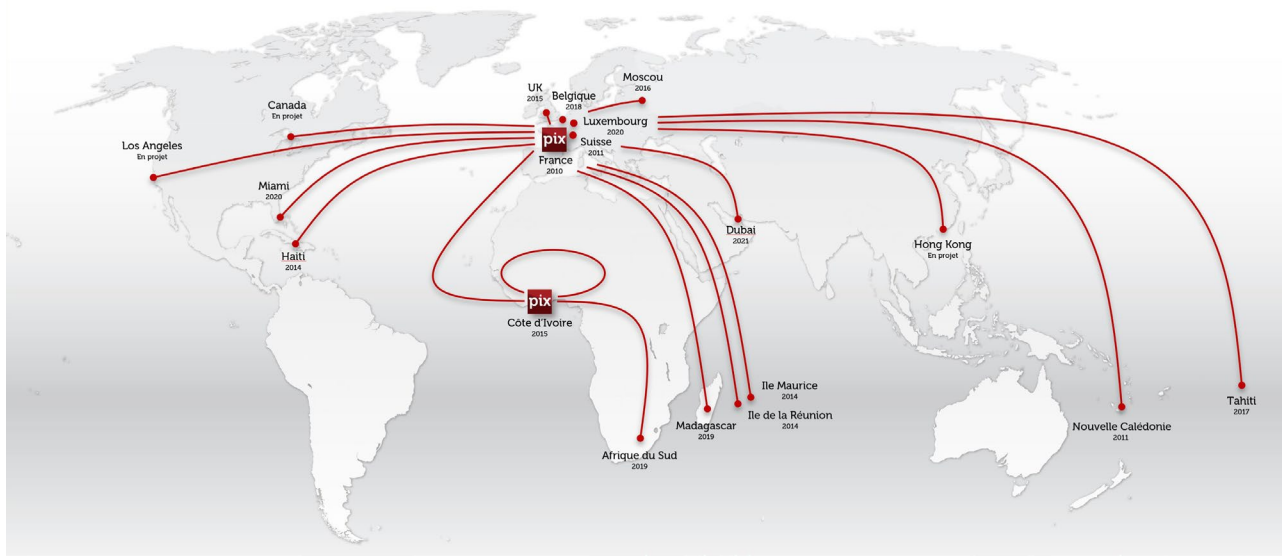 Moscou
2016
UK
2015
Belgique
2018
Canada
En projet
Luxembourg
2020
Los Angeles
En projet
pix
Suisse
2011
France
2010
Miami
2020
Dubai
2021
Hong Kong
En projet
Haïti
2014
pix
Côte d'Ivoire
2015
Ile Maurice
2014
Ile de la Réunion
2014
Madagascar
2019
Tahiti
2017
Nouvelle Calédonie
2011
Afrique du Sud
2019